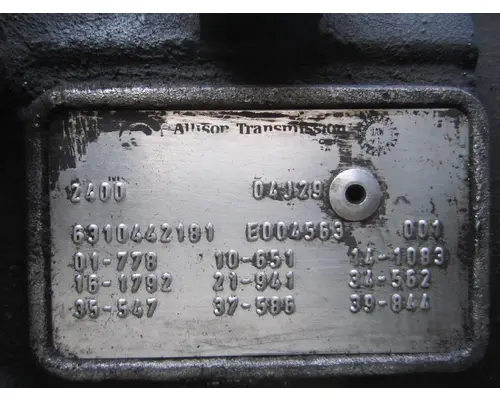 Allison Transmission
2400 04J29
6310442181 E004563 001
01-778 10-651 14-1083
16-1792 21-941 34-562
35-547 37-586 39-844